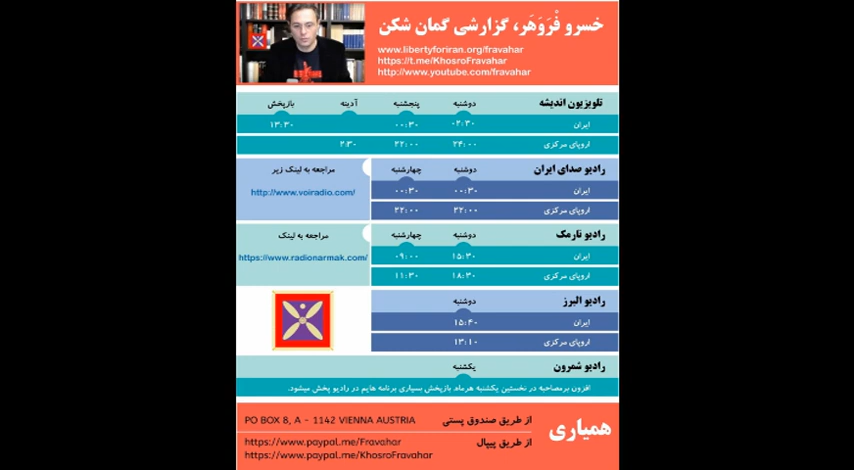 خسرو فْرَوَهَر، گزارشی گمان شکن
www.libertyforiran.org/fravahar
https://t.me/KhosroFravahar
http://www.youtube.com/fravahar
تلویزیون اندیشه دوشنبه پنجشنبه آدینه بازپخش
ایران ۰۲:۳۰ ۰۰:۳۰ ۱۳:۳۰
اروپای مرکزی ۲۴:۰۰ ۲۲:۰۰ ۲:۳۰
رادیو صدای ایران دوشنبه چهارشنبه مراجعه به لینک زیر
ایران ۰۰:۳۰ ۰۰:۳۰ http://www.voiradio.com/
اروپای مرکزی ۲۲:۰۰ ۲۲:۰۰
رادیو نارمک دوشنبه چهارشنبه مراجعه به لینک
ایران ۱۵:۳۰ ۰۹:۰۰ https://www.radionarmak.com/
اروپای مرکزی ۱۸:۳۰ ۱۱:۳۰
رادیو البرز دوشنبه
ایران ۱۵:۴۰
اروپای مرکزی ۱۳:۱۰
رادیو شمرون یکشنبه
افزون برمصاحبه در نخستین یکشنبه هرماه، بازپخش بسیاری برنامه هایم در رادیو پخش میشود.
همیاری
از طریق صندوق پستی PO BOX 8, A - 1142 VIENNA AUSTRIA
از طریق پیپال https://www.paypal.me/Fravahar
https://www.paypal.me/KhosroFravahar